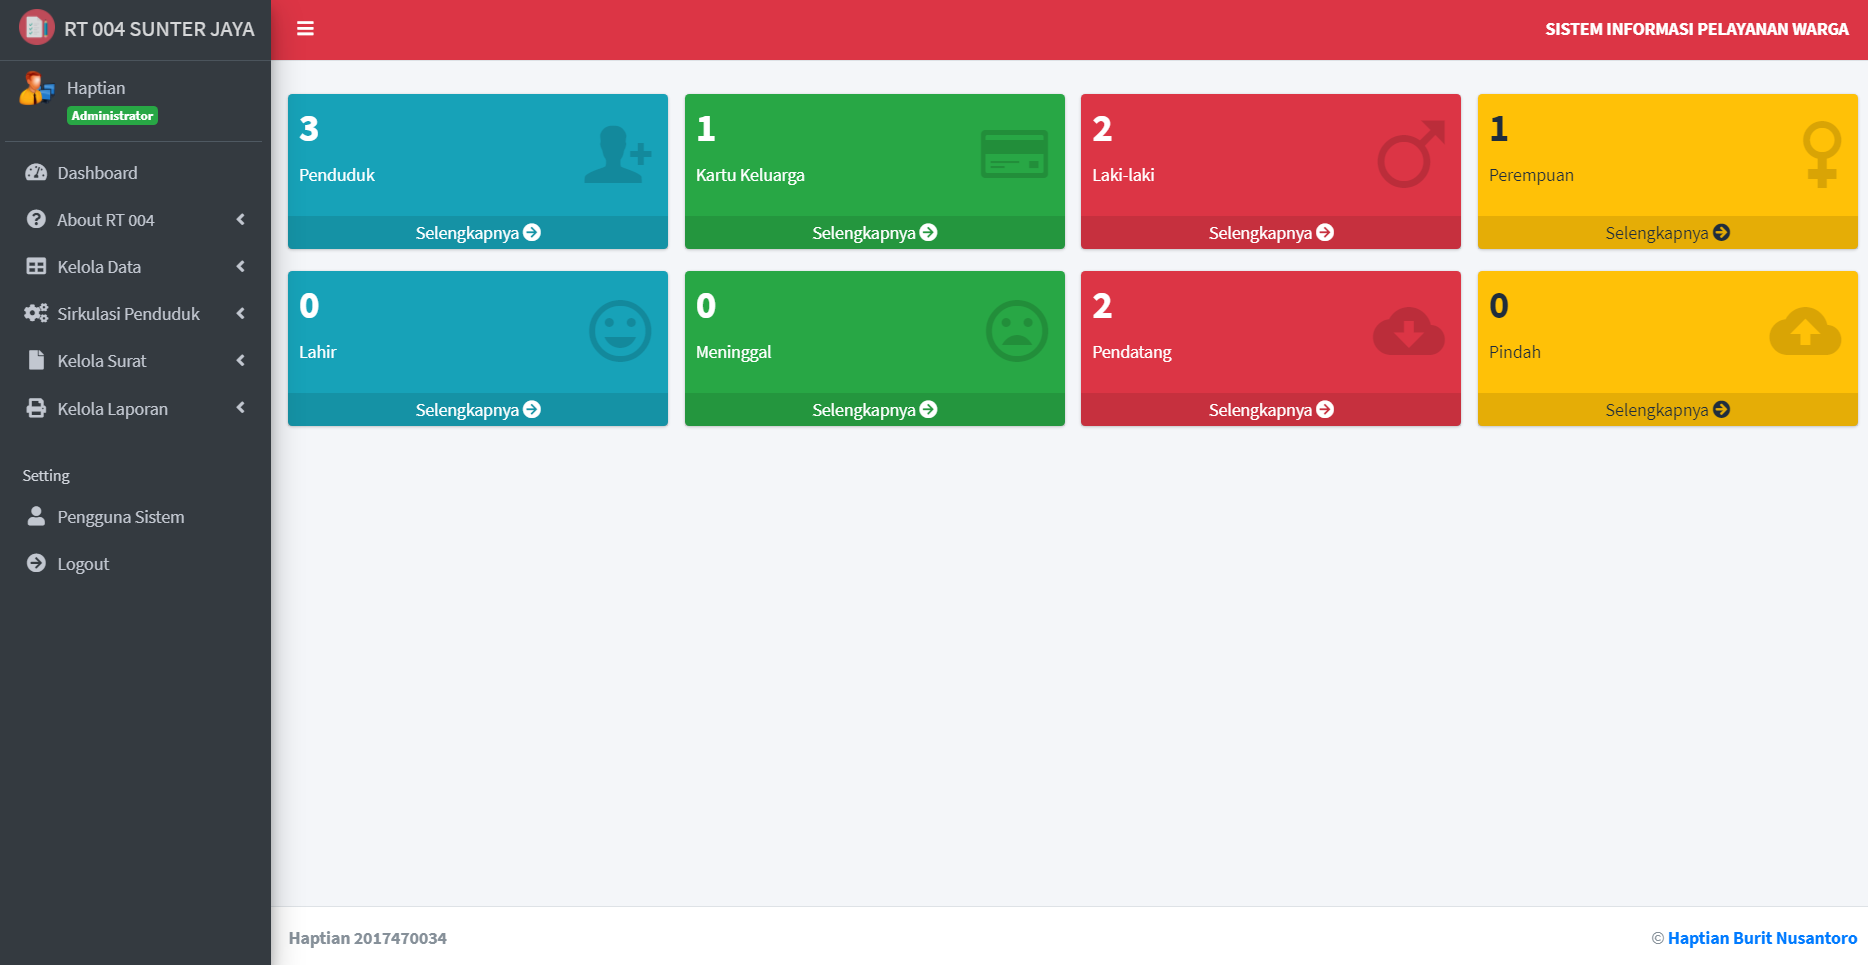 RT 004 SUNTER JAYA
SISTEM INFORMASI PELAYANAN WARGA
Haptian
Administrator
Dashboard
About RT 004
Kelola Data
Sirkulasi Penduduk
Kelola Surat
Kelola Laporan
Setting
Pengguna Sistem
Logout
3
Penduduk
Selengkapnya
1
Kartu Keluarga
Selengkapnya
2
Laki-laki
Selengkapnya
1
Perempuan
Selengkapnya
0
Lahir
Selengkapnya
0
Meninggal
Selengkapnya
2
Pendatang
Selengkapnya
0
Pindah
Selengkapnya
Haptian 2017470034
© Haptian Burit Nusantoro